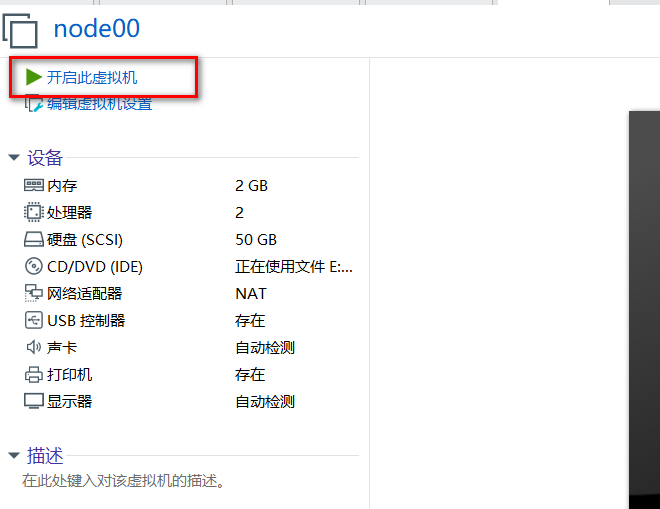 node00
开启此虚拟机
编辑虚拟机设置
设备
内存 2 GB
处理器 2
硬盘 (SCSI) 50 GB
CD/DVD (IDE) 正在使用文件 E:...
网络适配器 NAT
USB 控制器 存在
声卡 自动检测
打印机 存在
显示器 自动检测
描述
在此处键入对该虚拟机的描述。